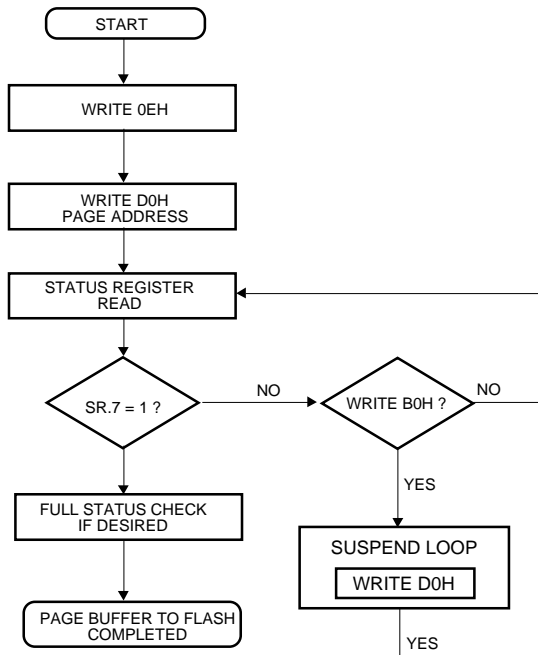 START
WRITE 0EH
WRITE D0H
PAGE ADDRESS
STATUS REGISTER
READ
SR.7 = 1 ?
NO
WRITE B0H ?
NO
YES
FULL STATUS CHECK
IF DESIRED
SUSPEND LOOP
WRITE D0H
PAGE BUFFER TO FLASH
COMPLETED
YES